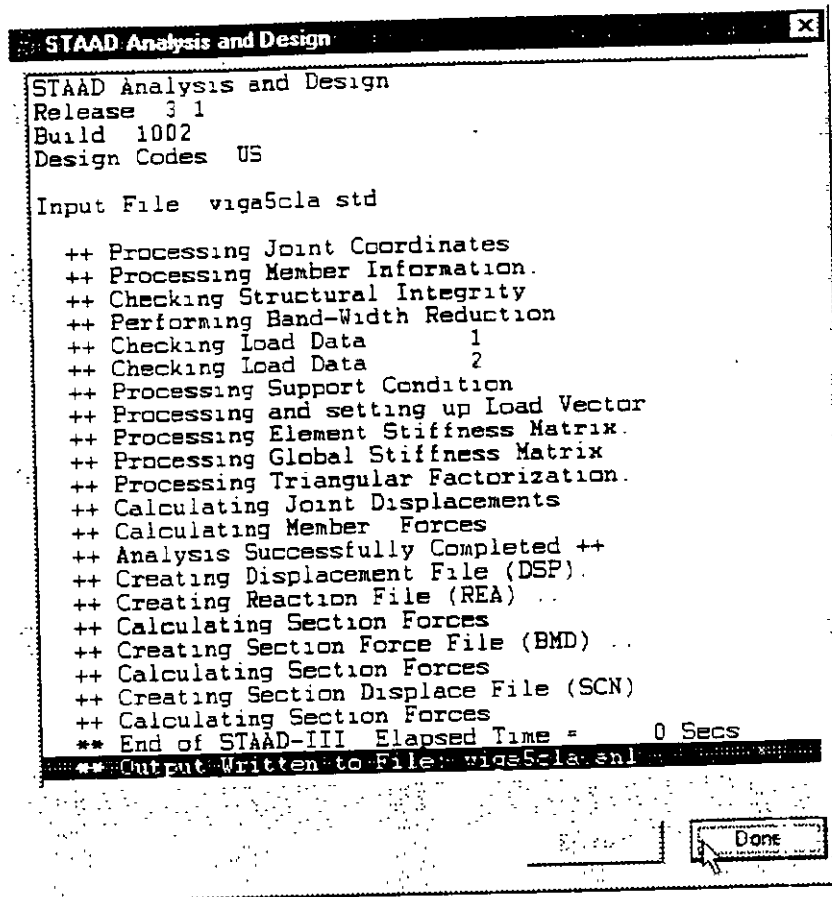 STAAD Analysis and Design
STAAD Analysis and Design
Release 3 1
Build 1002
Design Codes US
Input File viga5cla std
++ Processing Joint Coordinates
++ Processing Member Information.
++ Checking Structural Integrity
++ Performing Band-Width Reduction
++ Checking Load Data 1
++ Checking Load Data 2
++ Processing Support Condition
++ Processing and setting up Load Vector
++ Processing Element Stiffness Matrix.
++ Processing Global Stiffness Matrix
++ Processing Triangular Factorization.
++ Calculating Joint Displacements
++ Calculating Member Forces
++ Analysis Successfully Completed ++
++ Creating Displacement File (DSP).
++ Creating Reaction File (REA) ..
++ Calculating Section Forces
++ Creating Section Force File (BMD) ..
++ Calculating Section Forces
++ Creating Section Displace File (SCN)
++ Calculating Section Forces
** End of STAAD-III Elapsed Time = 0 Secs
** Output Written to File: viga5cla anl
Done